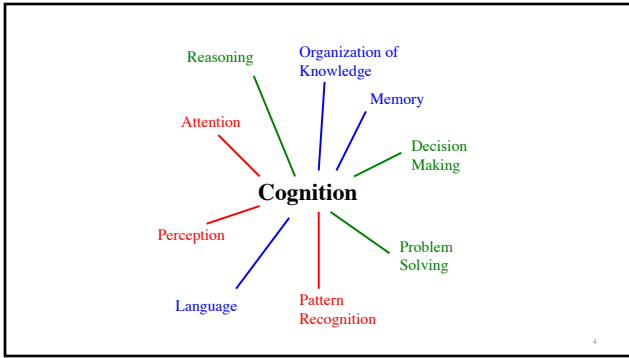 Organization of
Knowledge
Reasoning
Memory
Attention
Decision
Making
Cognition
Perception
Problem
Solving
Language
Pattern
Recognition
4